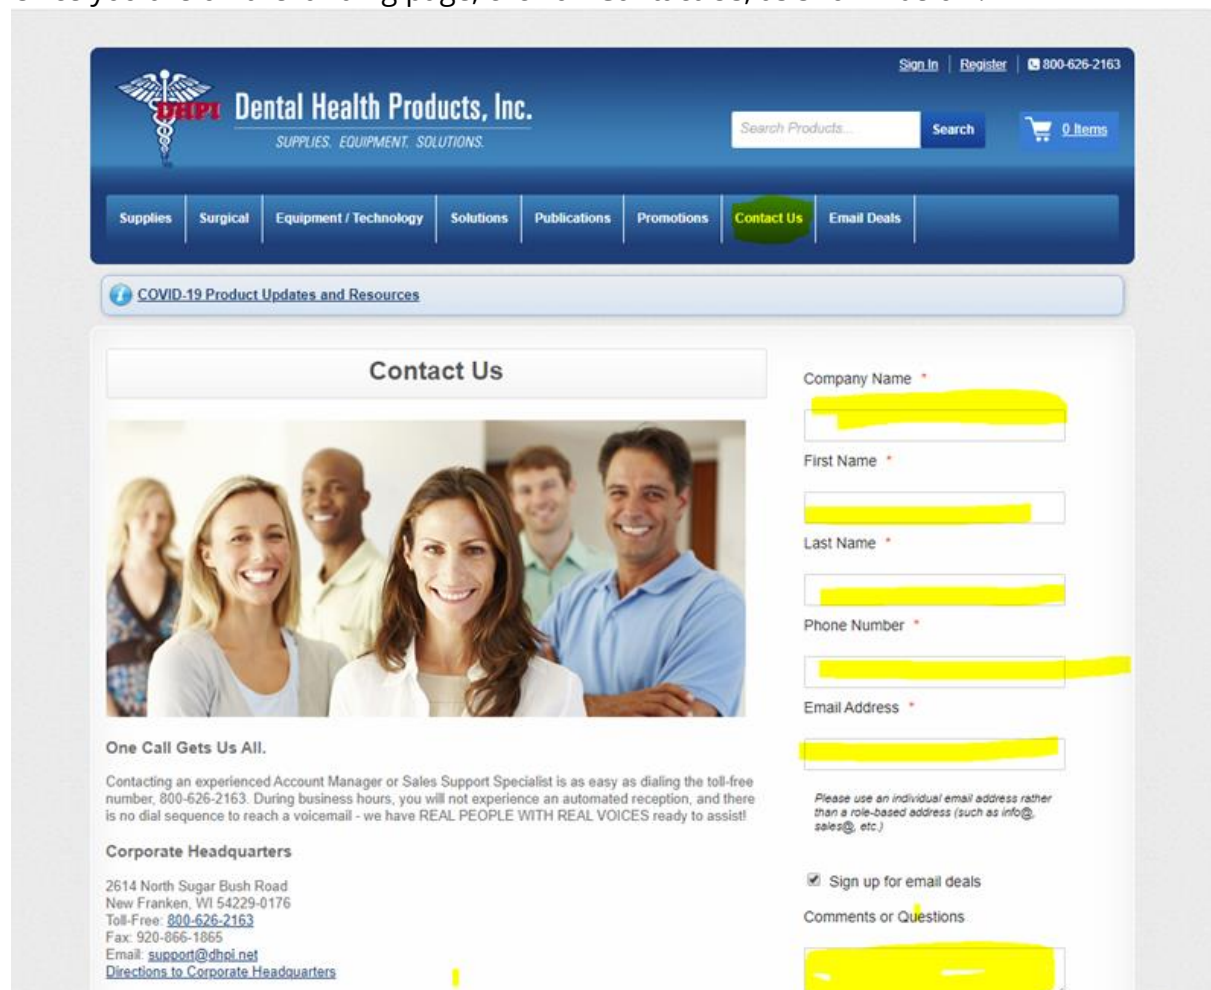 Sign In Register 800-626-2163
DHPI Dental Health Products, Inc.
SUPPLIES. EQUIPMENT. SOLUTIONS.
Search Products... Search 0 Items
Supplies Surgical Equipment / Technology Solutions Publications Promotions Contact Us Email Deals
COVID-19 Product Updates and Resources
Contact Us
Company Name *
First Name *
Last Name *
Phone Number *
Email Address *
Please use an individual email address rather
than a role-based address (such as info@,
sales@, etc.)
Sign up for email deals
Comments or Questions
One Call Gets Us All.
Contacting an experienced Account Manager or Sales Support Specialist is as easy as dialing the toll-free
number, 800-626-2163. During business hours, you will not experience an automated reception, and there
is no dial sequence to reach a voicemail - we have REAL PEOPLE WITH REAL VOICES ready to assist!
Corporate Headquarters
2614 North Sugar Bush Road
New Franken, WI 54229-0176
Toll-Free: 800-626-2163
Fax: 920-866-1865
Email: support@dhpi.net
Directions to Corporate Headquarters